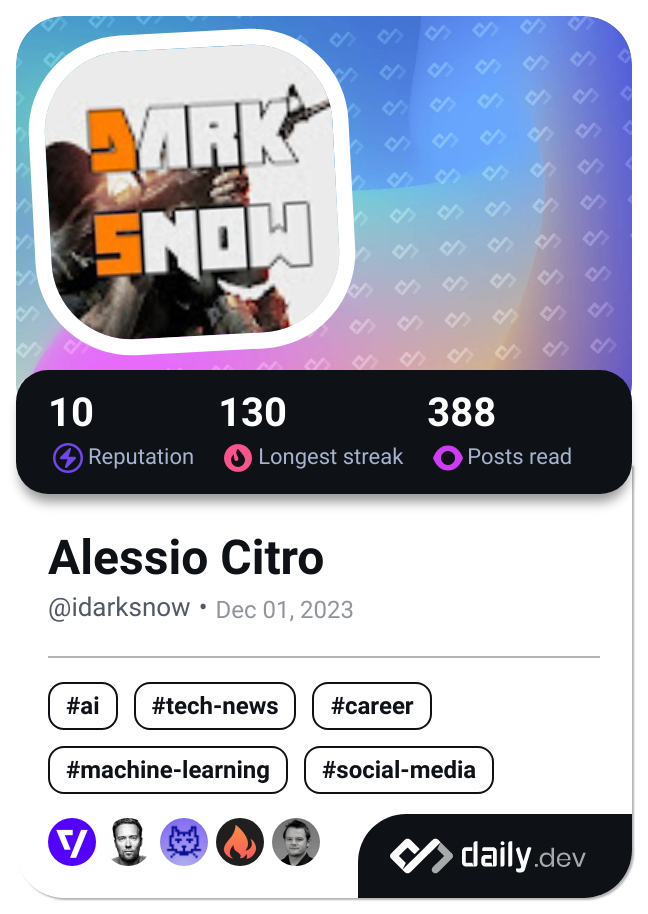 DARK
SNOW
10
130
388
Reputation
Longest streak
Posts read
Alessio Citro
@idarksnow • Dec 01, 2023
#ai
#tech-news
#career
#machine-learning
#social-media
daily.dev